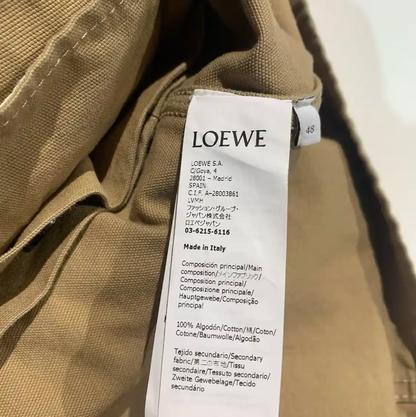 LOEWE
48
LOEWE S.A.
C/Goya, 4
28001 - Madrid
SPAIN
C.I.F. A-28003861
LVMH
ファッション・グループ・
ジャパン株式会社
ロエベジャパン
03-6215-6116
Made in Italy
Composición principal/Main
composition/メインファブリック/
Composition principal/
Composizione principale/
Hauptgewebe/Composição
principal/
100% Algodón/Cotton/綿/Coton/
Cotone/Baumwolle/Algodão
Tejido secundario/Secondary
fabric/第二の布地/Tissu
secondaire/Tessuto secondario/
Zweite Gewebelage/Tecido
secundário